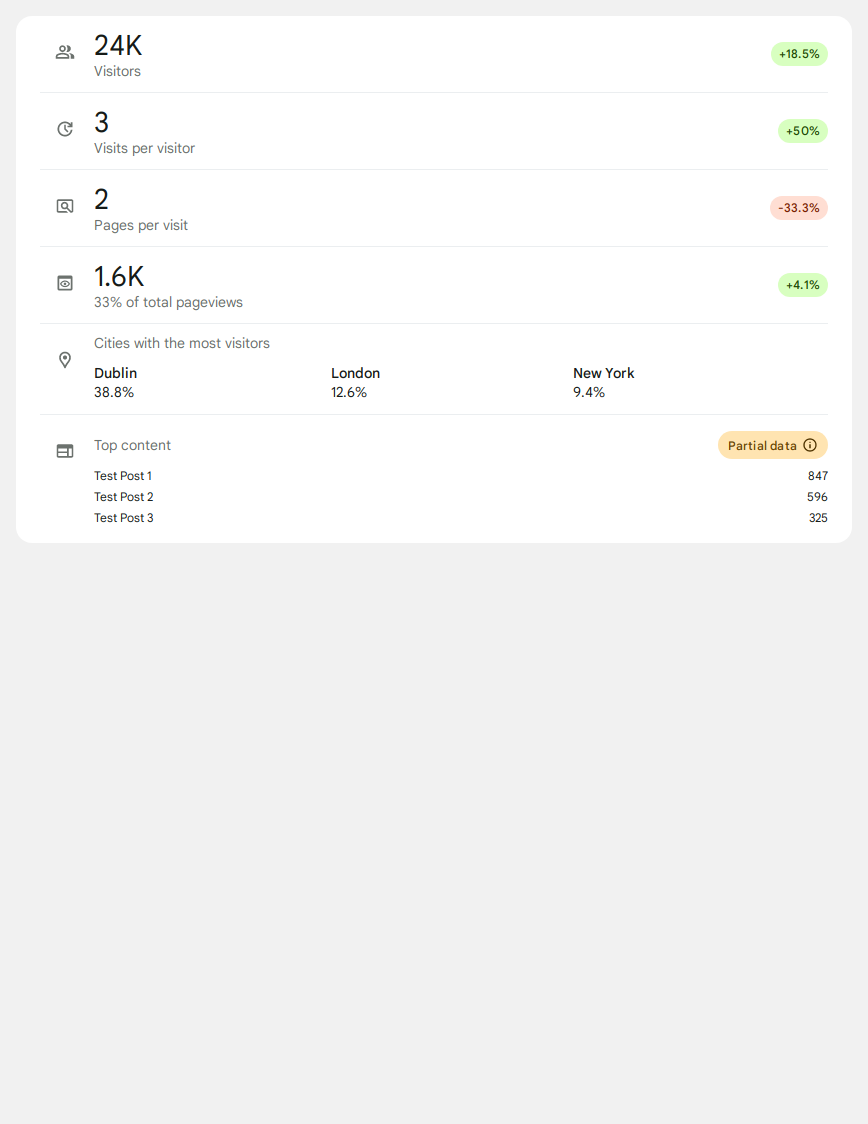 24K
Visitors
+18.5%
3
Visits per visitor
+50%
2
Pages per visit
-33.3%
1.6K
33% of total pageviews
+4.1%
Cities with the most visitors
Dublin London New York
38.8% 12.6% 9.4%
Top content Partial data
Test Post 1 847
Test Post 2 596
Test Post 3 325